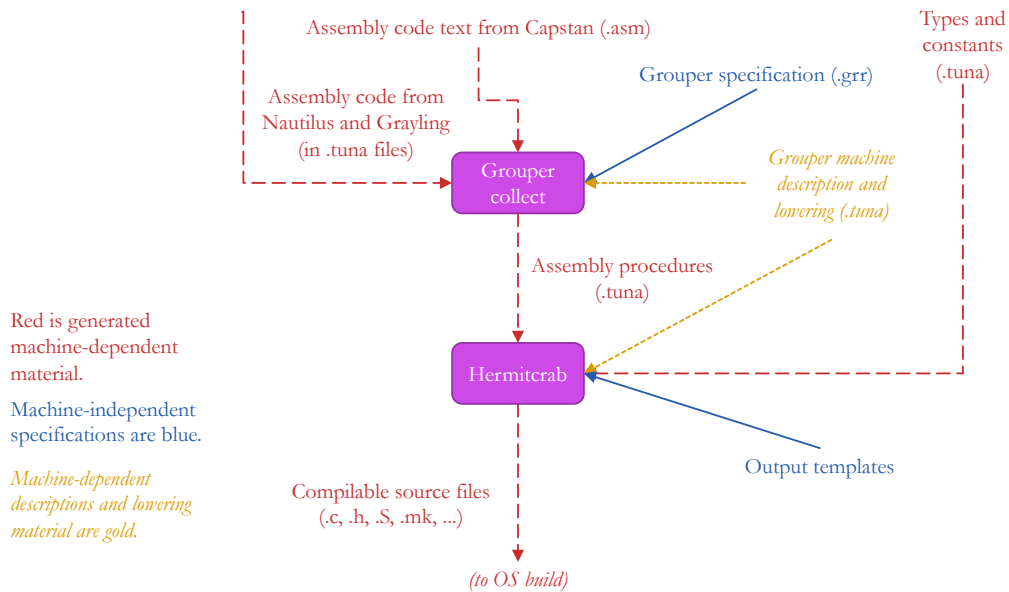 Assembly code text from Capstan (.asm)
Types and
constants
(.tuna)
Grouper specification (.grr)
Assembly code from
Nautilus and Grayling
(in .tuna files)
Grouper
collect
Grouper machine
description and
lowering (.tuna)
Assembly procedures
(.tuna)
Red is generated
machine-dependent
material.
Hermitcrab
Machine-independent
specifications are blue.
Output templates
Machine-dependent
descriptions and lowering
material are gold.
Compilable source files
(.c, .h, .S, .mk, ...)
(to OS build)